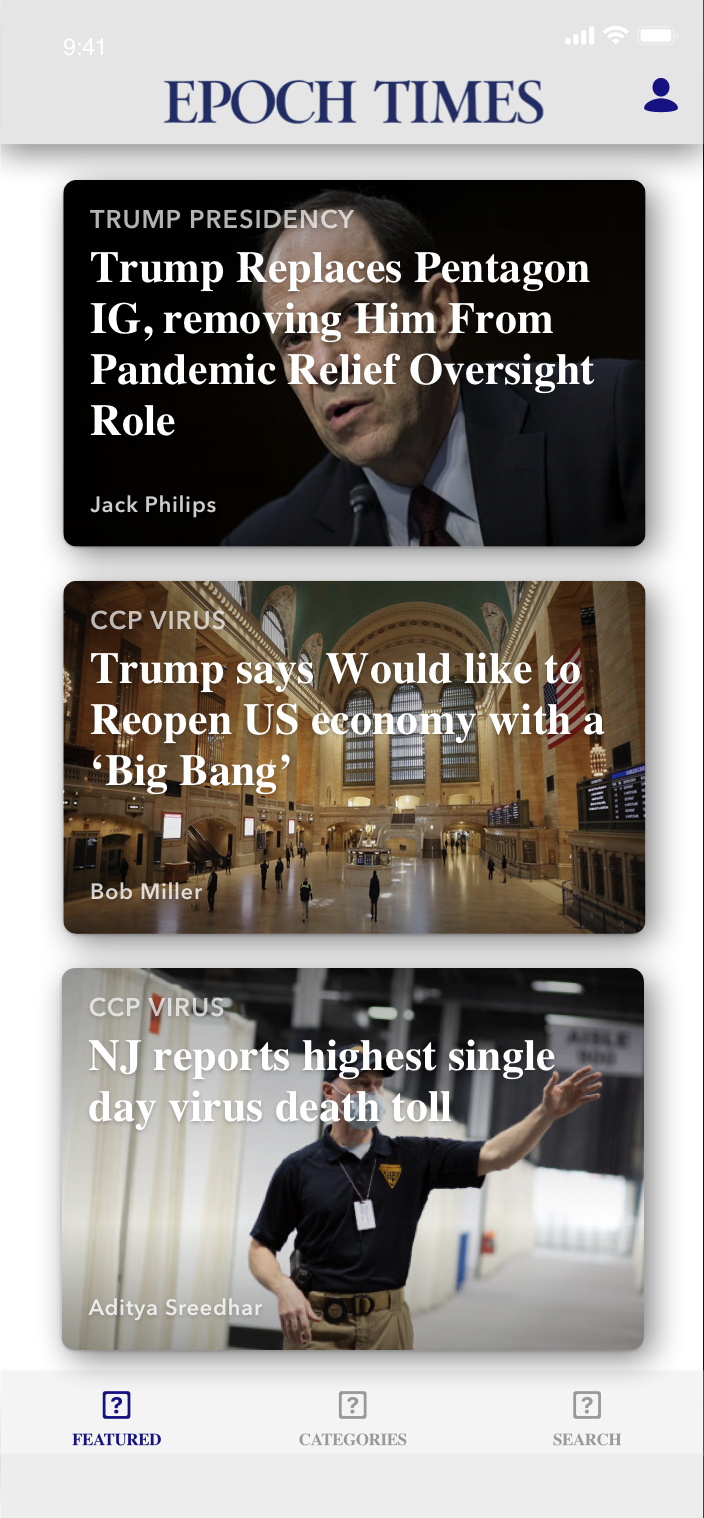 9:41
EPOCH TIMES
TRUMP PRESIDENCY
Trump Replaces Pentagon
IG, removing Him From
Pandemic Relief Oversight
Role
Jack Philips
CCP VIRUS
Trump says Would like to
Reopen US economy with a
‘Big Bang’
Bob Miller
CCP VIRUS
NJ reports highest single
day virus death toll
AISLE
900
Aditya Sreedhar
?
?
?
FEATURED
CATEGORIES
SEARCH